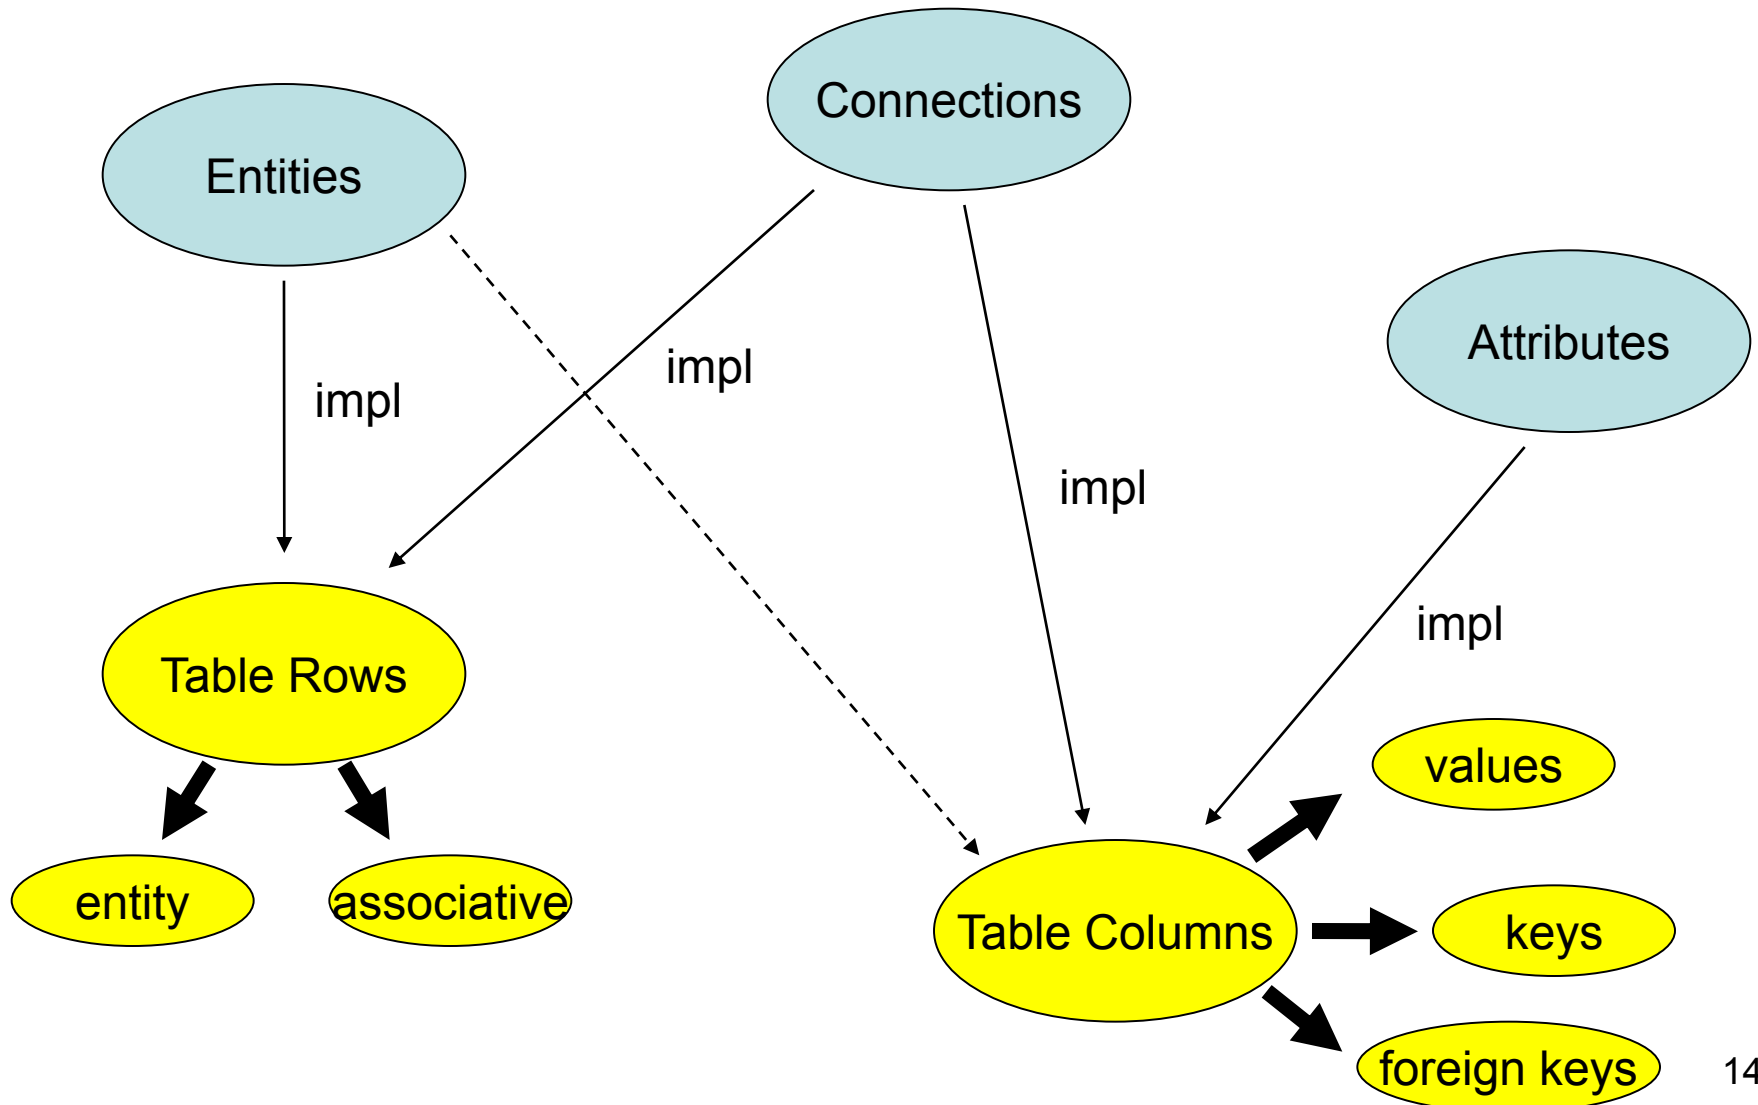 Connections
Entities
Attributes
impl
impl
impl
impl
Table Rows
values
entity
associative
Table Columns
keys
foreign keys
14